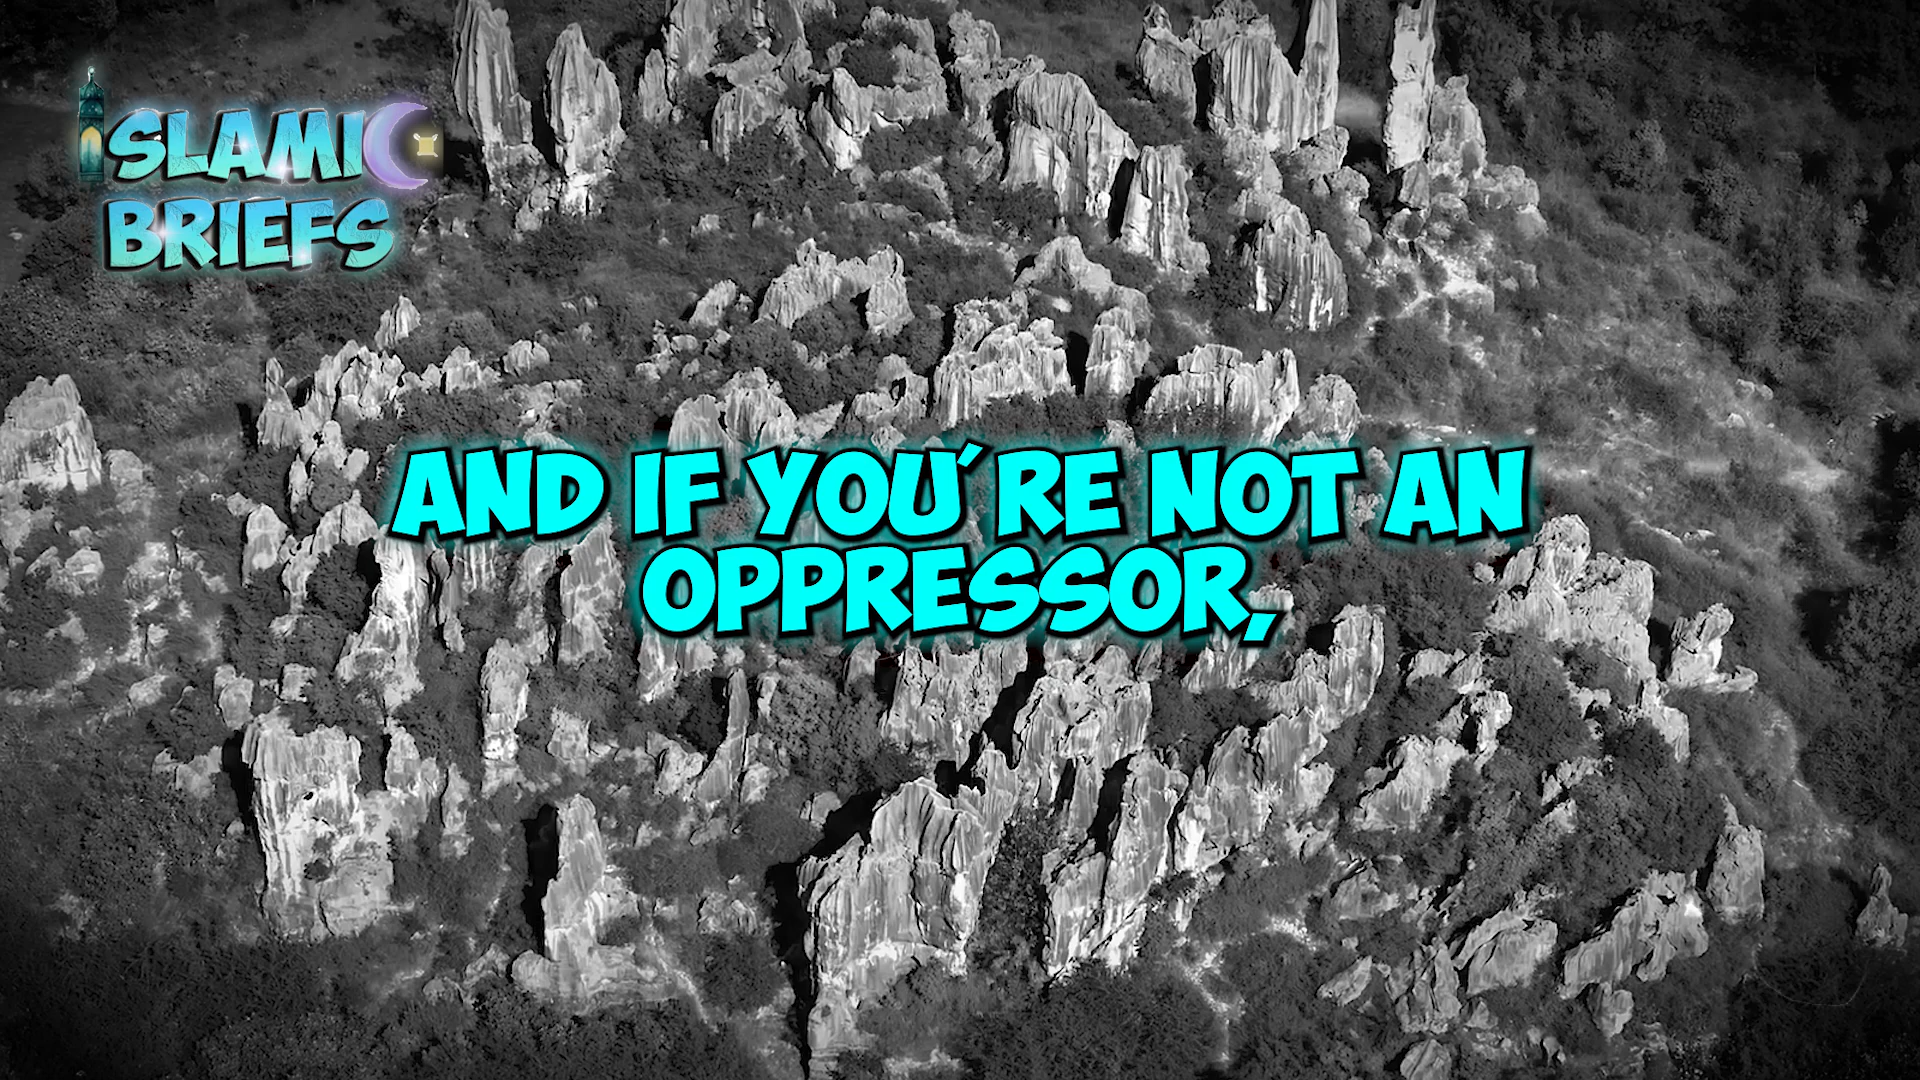 ISLAMIC
BRIEFS
AND IF YOU'RE NOT AN
OPPRESSOR,